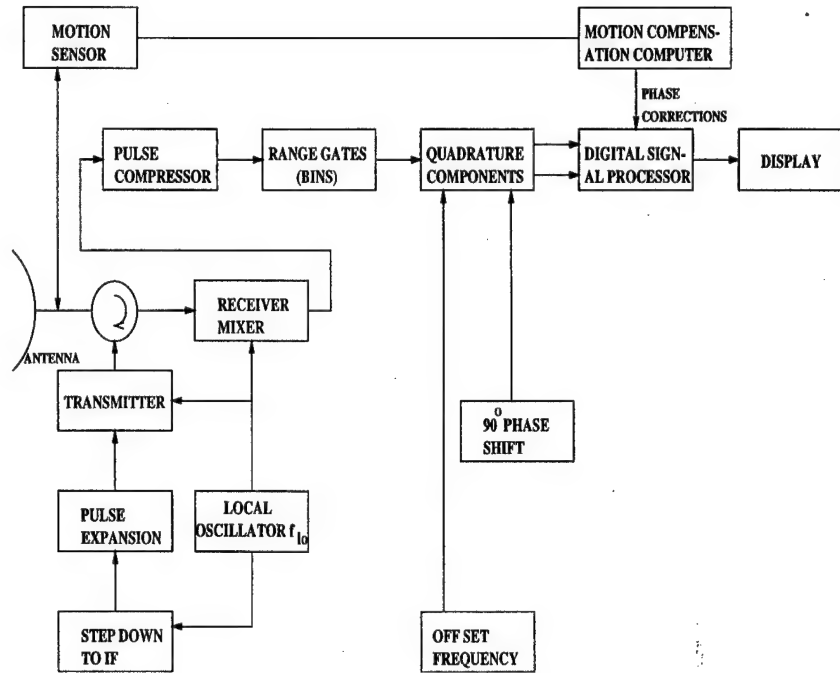 MOTION
SENSOR
MOTION COMPENS-
ATION COMPUTER
PHASE
CORRECTIONS
PULSE
COMPRESSOR
RANGE GATES
(BINS)
QUADRATURE
COMPONENTS
DIGITAL SIGN-
AL PROCESSOR
DISPLAY
RECEIVER
MIXER
ANTENNA
TRANSMITTER
90° PHASE
SHIFT
PULSE
EXPANSION
LOCAL
OSCILLATOR f lo
STEP DOWN
TO IF
OFF SET
FREQUENCY